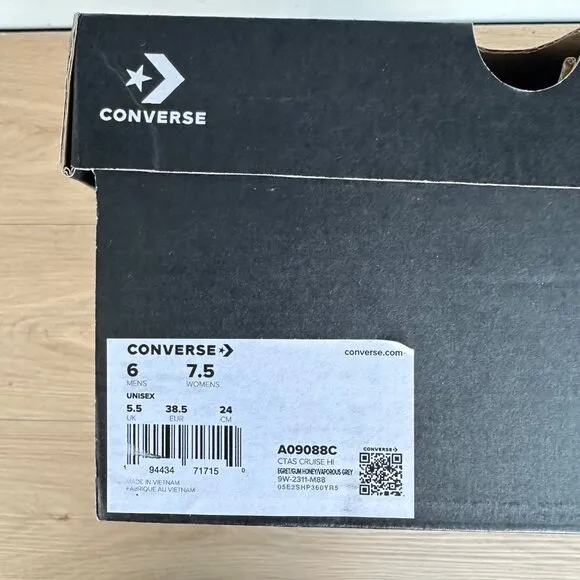 CONVERSE
CONVERSE
converse.com
6 7.5
MENS WOMENS
UNISEX
5.5 38.5 24
UK EUR CM
1 94434 71715 0
MADE IN VIETNAM
FABRIQUE AU VIETNAM
A09088C
CTAS CRUISE HI
EGRET/GUM HONEY/VAPOROUS GREY
9W-2311-M88
05E2SHP360YR5
CONVERSE